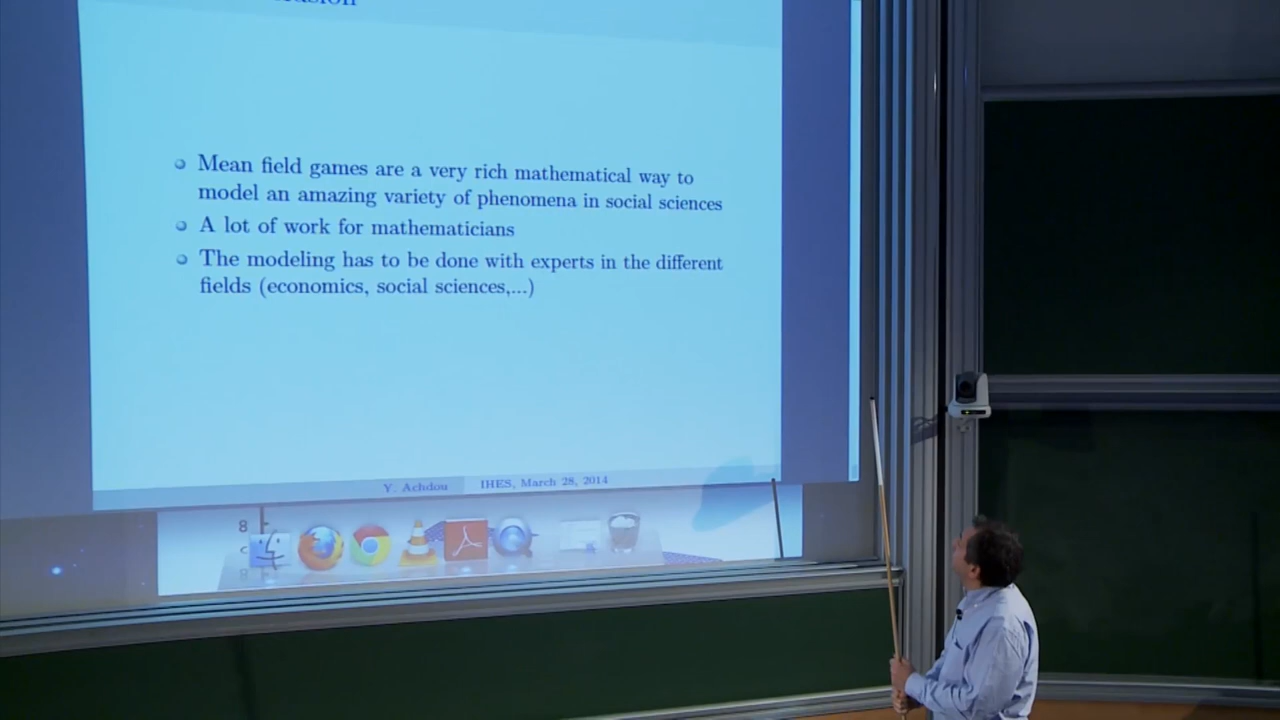 Mean field games are a very rich mathematical way to
model an amazing variety of phenomena in social sciences
A lot of work for mathematicians
The modeling has to be done with experts in the different
fields (economics, social sciences,...)
Y. Achdou IHES, March 28, 2014
8